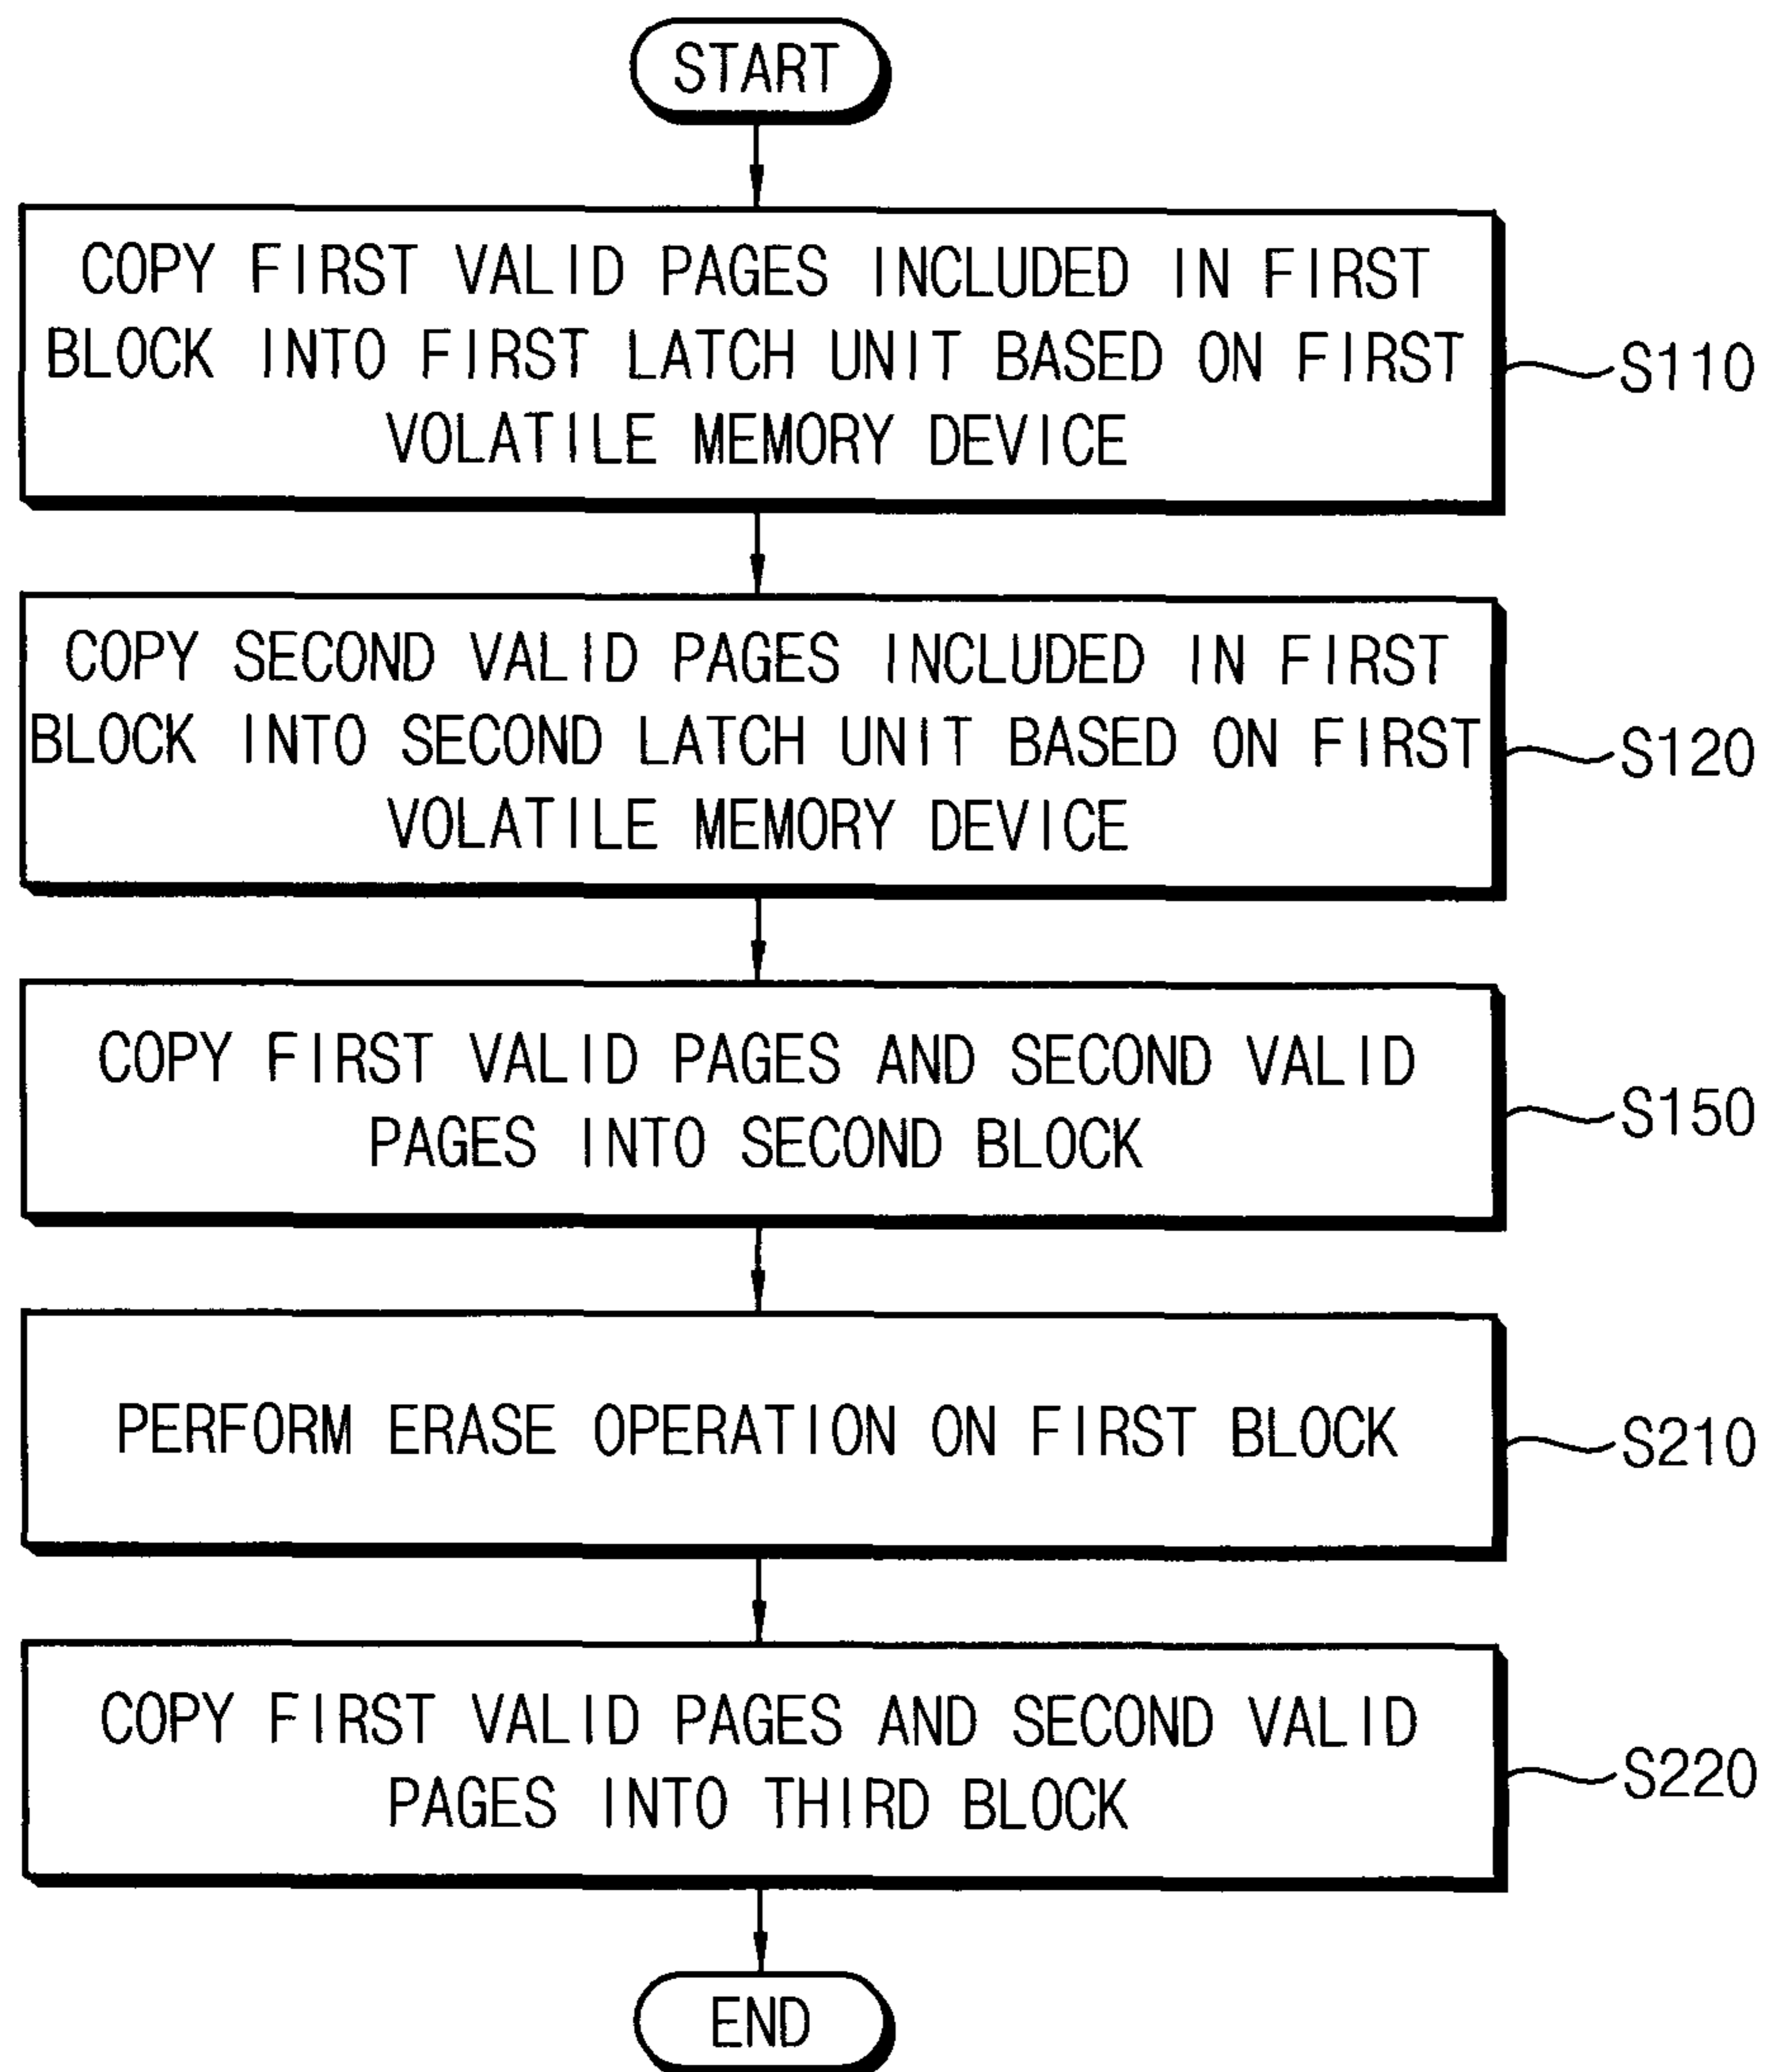 START
COPY FIRST VALID PAGES INCLUDED IN FIRST
BLOCK INTO FIRST LATCH UNIT BASED ON FIRST
VOLATILE MEMORY DEVICE
S110
COPY SECOND VALID PAGES INCLUDED IN FIRST
BLOCK INTO SECOND LATCH UNIT BASED ON FIRST
VOLATILE MEMORY DEVICE
S120
COPY FIRST VALID PAGES AND SECOND VALID
PAGES INTO SECOND BLOCK
S150
PERFORM ERASE OPERATION ON FIRST BLOCK
S210
COPY FIRST VALID PAGES AND SECOND VALID
PAGES INTO THIRD BLOCK
S220
END